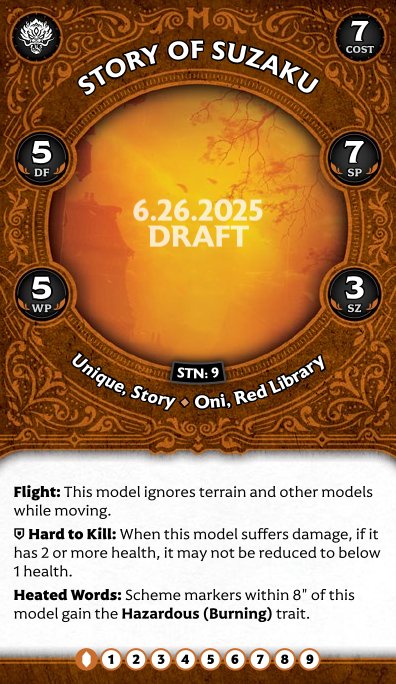 STORY OF SUZAKU
7
COST
5
DF
7
SP
6.26.2025
DRAFT
5
WP
3
SZ
STN: 9
Unique, Story ◆ Oni, Red Library
Flight: This model ignores terrain and other models
while moving.
Hard to Kill: When this model suffers damage, if it
has 2 or more health, it may not be reduced to below
1 health.
Heated Words: Scheme markers within 8" of this
model gain the Hazardous (Burning) trait.
1 2 3 4 5 6 7 8 9